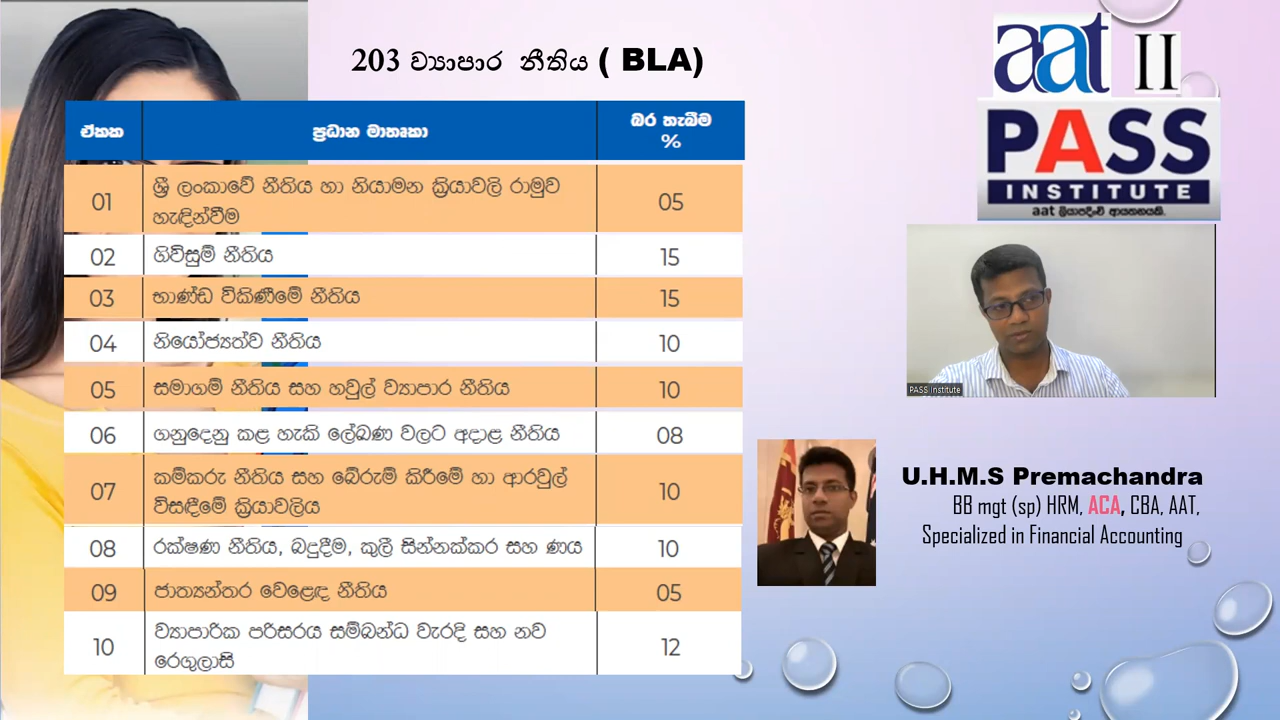 203 ව්‍යාපාර නීතිය ( BLA)
ඒකක
ප්‍රධාන මාතෘකා
බර තැබීම
%
01
ශ්‍රී ලංකාවේ නීතිය හා නියාමන ක්‍රියාවලි රාමුව
හැඳින්වීම
05
02
ගිවිසුම් නීතිය
15
03
භාණ්ඩ විකිණීමේ නීතිය
15
04
නියෝජ්‍යත්ව නීතිය
10
05
සමාගම් නීතිය සහ හවුල් ව්‍යාපාර නීතිය
10
06
ගනුදෙනු කළ හැකි ලේඛණ වලට අදාළ නීතිය
08
07
කම්කරු නීතිය සහ බේරුම් කිරීමේ හා ආරවුල්
විසඳීමේ ක්‍රියාවලිය
10
08
රක්ෂණ නීතිය, බදුදීම, කුලී සින්නක්කර සහ ණය
10
09
ජාත්‍යන්තර වෙළෙඳ නීතිය
05
10
ව්‍යාපාරික පරිසරය සම්බන්ධ වැරදි සහ නව
රෙගුලාසි
12
aat II
PASS
INSTITUTE
aat ලියාපදිංචි ආයතනයකි.
PASS institute
U.H.M.S Premachandra
BB mgt (sp) HRM, ACA, CBA, AAT,
Specialized in Financial Accounting